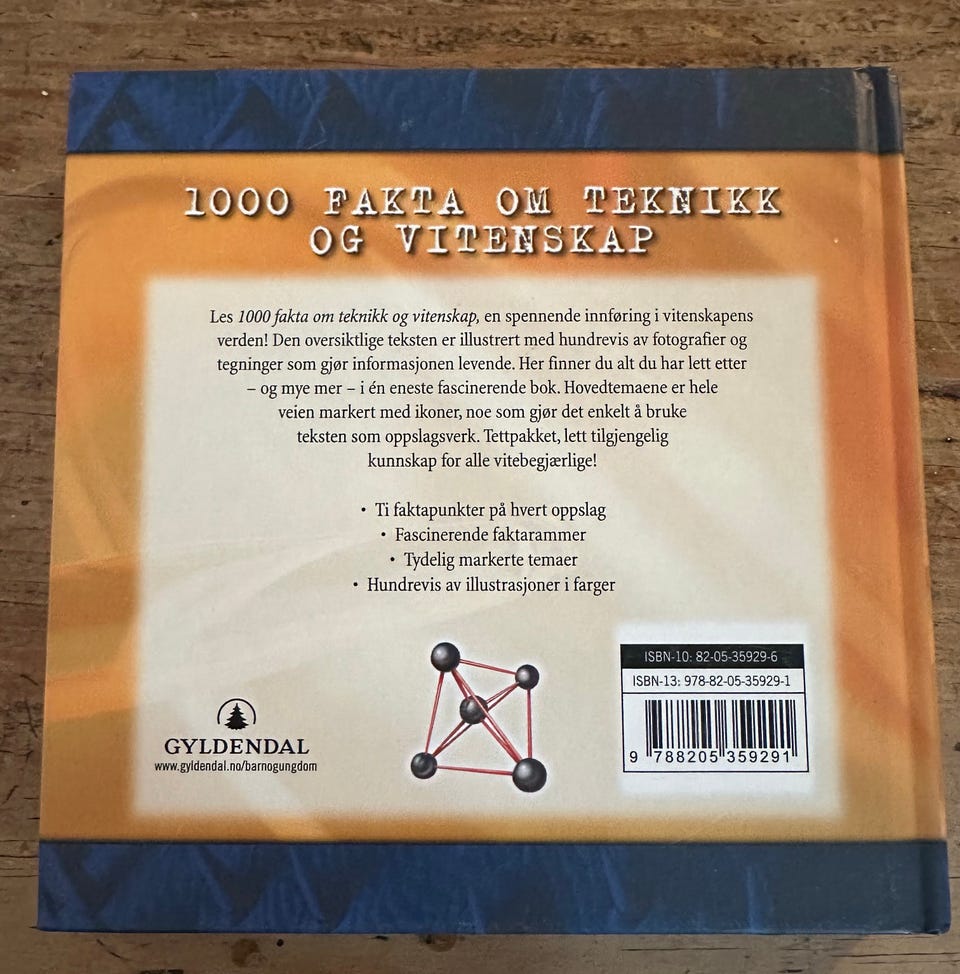 1000 FAKTA OM TEKNIKK
OG VITENSKAP
Les 1000 fakta om teknikk og vitenskap, en spennende innføring i vitenskapens
verden! Den oversiktlige teksten er illustrert med hundrevis av fotografier og
tegninger som gjør informasjonen levende. Her finner du alt du har lett etter
– og mye mer – i én eneste fascinerende bok. Hovedtemaene er hele
veien markert med ikoner, noe som gjør det enkelt å bruke
teksten som oppslagsverk. Tettpakket, lett tilgjengelig
kunnskap for alle vitebegjærlige!
• Ti faktapunkter på hvert oppslag
• Fascinerende faktarammer
• Tydelig markerte temaer
• Hundrevis av illustrasjoner i farger
GYLDENDAL
www.gyldendal.no/barnogungdom
ISBN-10: 82-05-35929-6
ISBN-13: 978-82-05-35929-1
9 788205 359291